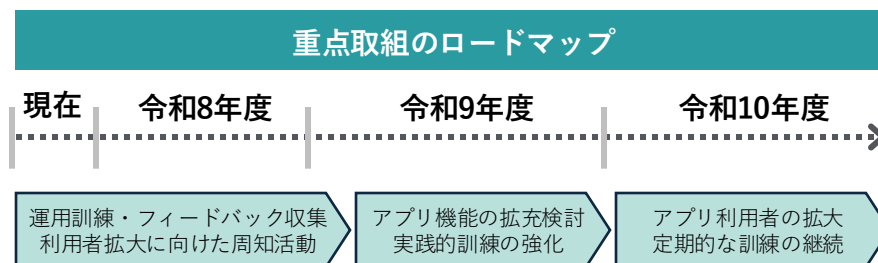 重点取組のロードマップ
現在 令和8年度 令和9年度 令和10年度
運用訓練・フィードバック収集
利用者拡大に向けた周知活動
アプリ機能の拡充検討
実践的訓練の強化
アプリ利用者の拡大
定期的な訓練の継続